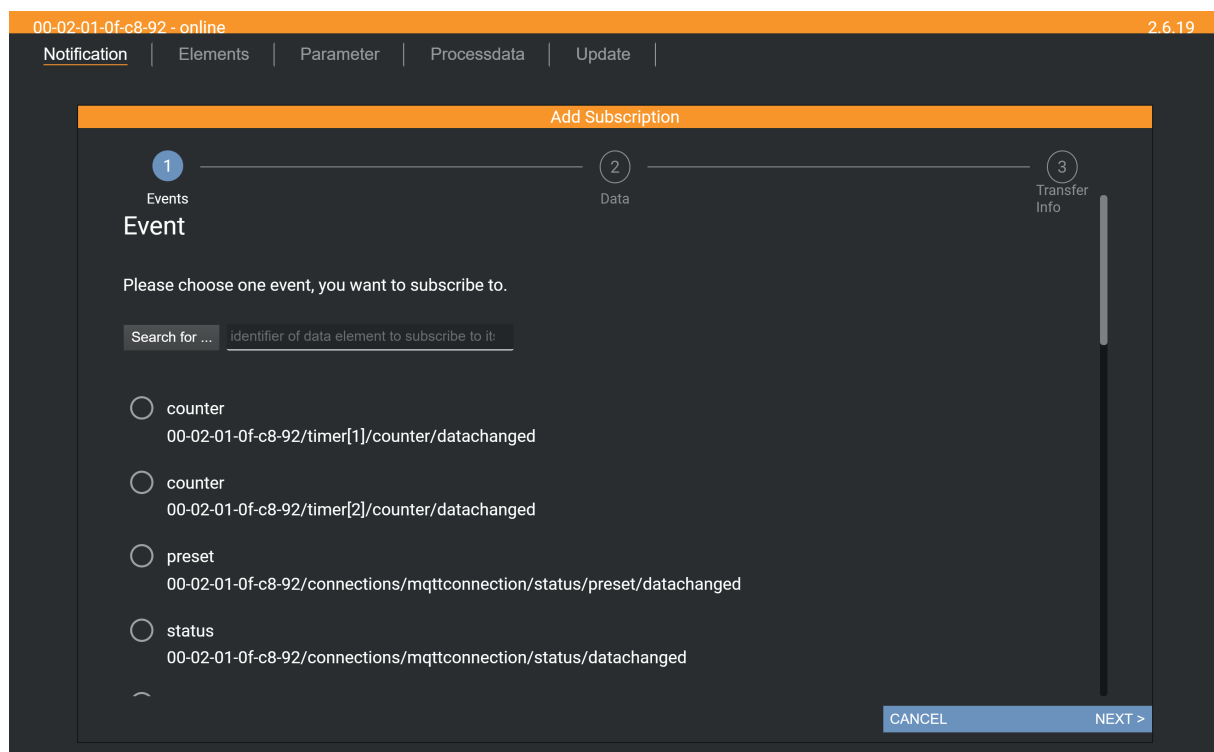 00-02-01-0f-c8-92 - online 2.6.19
Notification Elements Parameter Processdata Update
Add Subscription
1 2 3
Events Data Transfer
Info
Event
Please choose one event, you want to subscribe to.
Search for ... identifier of data element to subscribe to it
counter
00-02-01-0f-c8-92/timer[1]/counter/datachanged
counter
00-02-01-0f-c8-92/timer[2]/counter/datachanged
preset
00-02-01-0f-c8-92/connections/mqttconnection/status/preset/datachanged
status
00-02-01-0f-c8-92/connections/mqttconnection/status/datachanged
CANCEL NEXT >